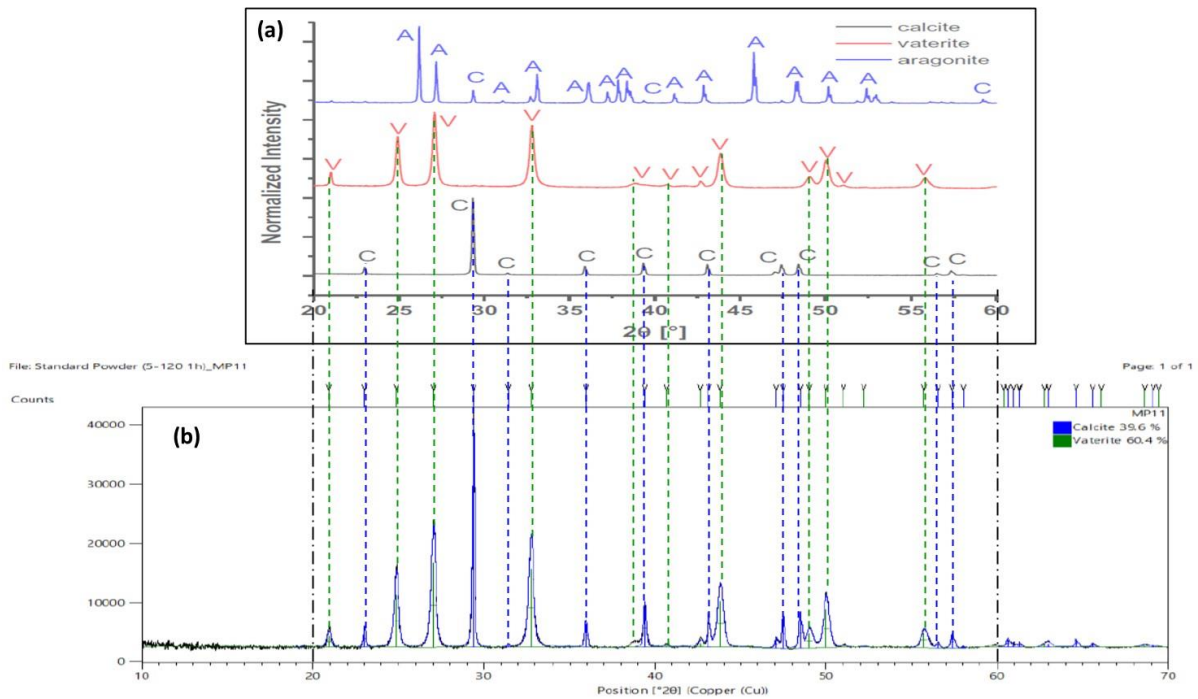 (a)
calcite
vaterite
aragonite
A A C A A A A A C A A A A A A C
V V V V V V V V V V V V
C C C C C C C C C C
Normalized Intensity
20 25 30 35 40 45 50 55 60
2θ [°]
File: Standard Powder (5-120 1h)_MP11
Page: 1 of 1
Counts
(b)
MP11
Calcite 39.6 %
Vaterite 60.4 %
40000
30000
20000
10000
0
10 20 30 40 50 60 70
Position [°2θ] (Copper (Cu))